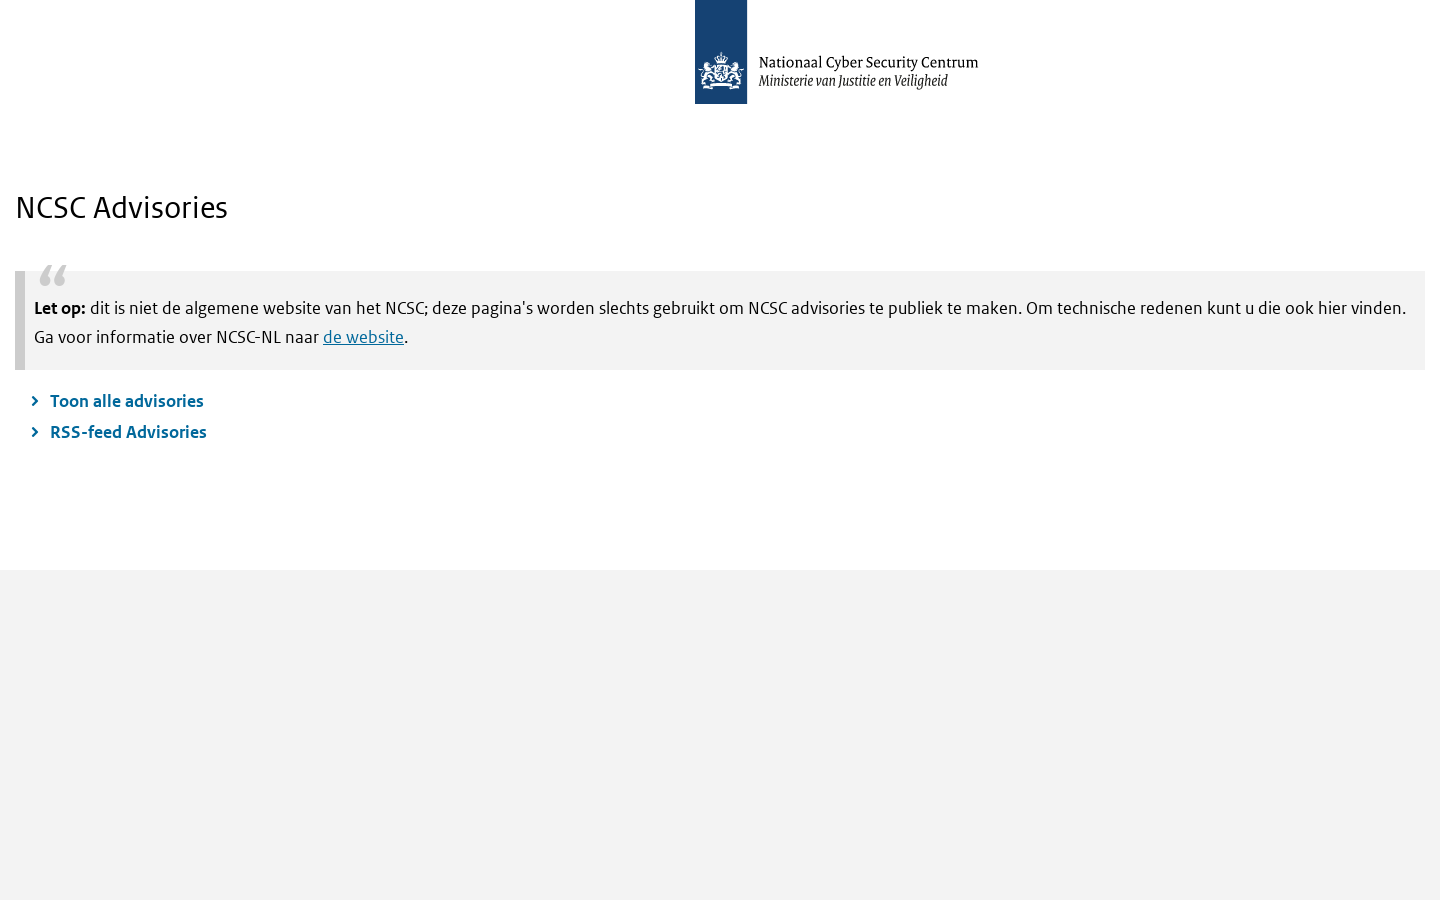 Nationaal Cyber Security Centrum
Ministerie van Justitie en Veiligheid
NCSC Advisories
“
Let op: dit is niet de algemene website van het NCSC; deze pagina's worden slechts gebruikt om NCSC advisories te publiek te maken. Om technische redenen kunt u die ook hier vinden.
Ga voor informatie over NCSC-NL naar de website.
Toon alle advisories
RSS-feed Advisories